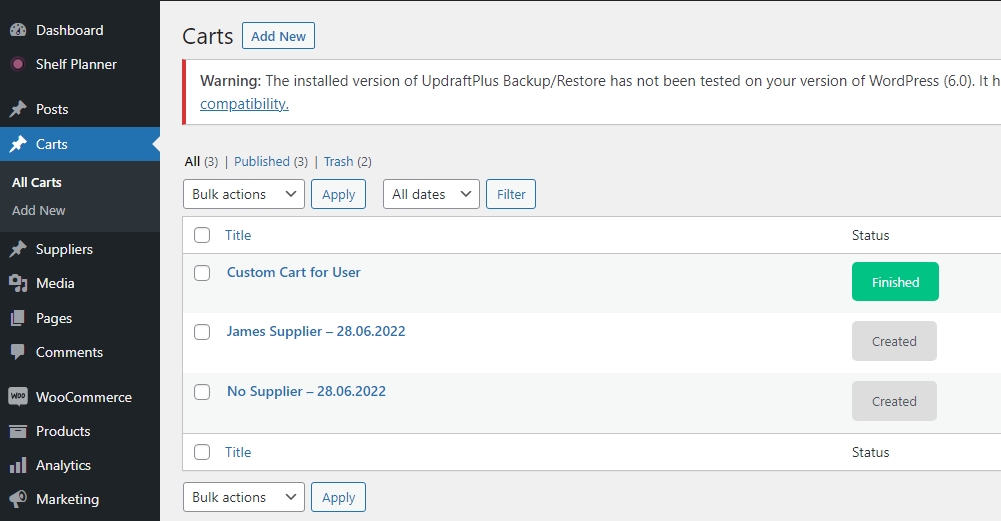 Dashboard
Shelf Planner
Posts
Carts
All Carts
Add New
Suppliers
Media
Pages
Comments
WOO WooCommerce
Products
Analytics
Marketing
Carts Add New
Warning: The installed version of UpdraftPlus Backup/Restore has not been tested on your version of WordPress (6.0). It h
compatibility.
All (3) | Published (3) | Trash (2)
Bulk actions Apply All dates Filter
Title Status
Custom Cart for User Finished
James Supplier – 28.06.2022 Created
No Supplier – 28.06.2022 Created
Title Status
Bulk actions Apply